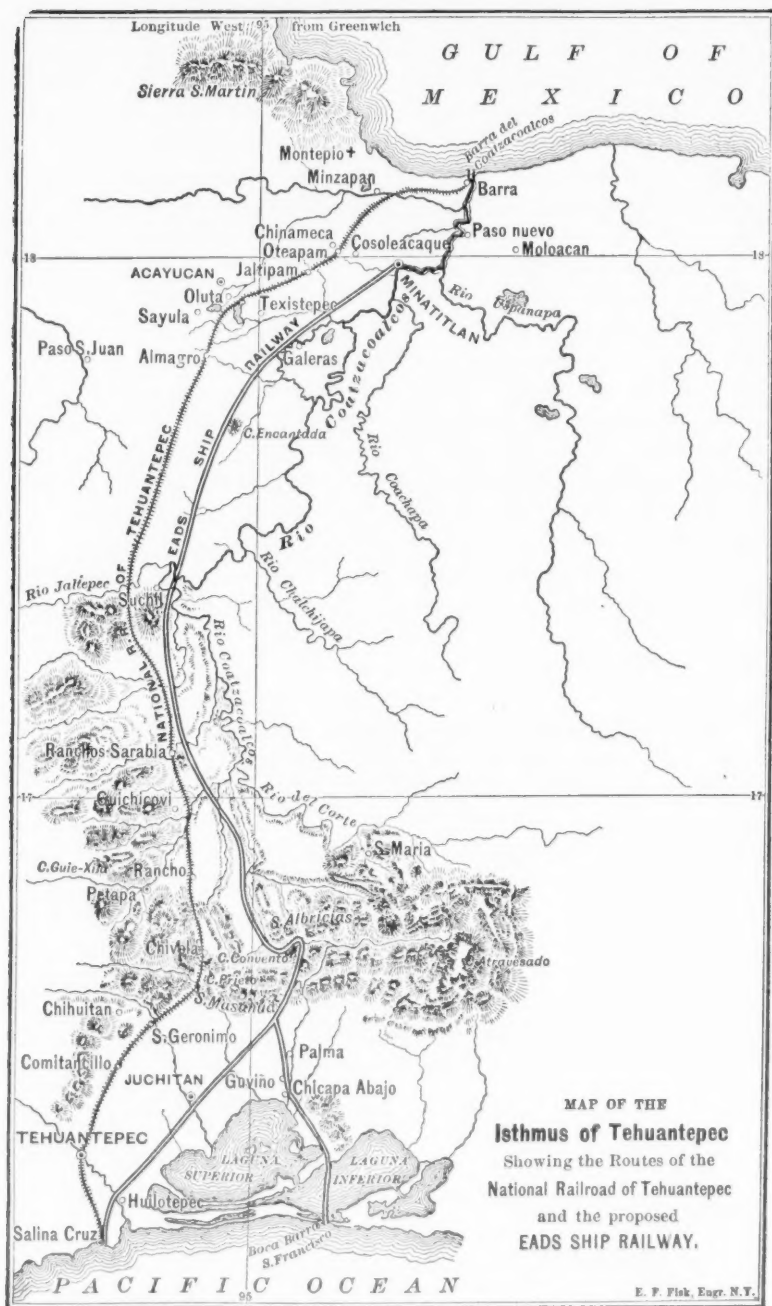 Longitude West 95 from Greenwich
GULF OF
MEXICO
Sierra S. Martin
Barra del
Coatzacoalcos
Montepio
Minzapan
Barra
Chinameca
Paso nuevo
Oteapam
Cosoleacaque
Moloacan
18
18
ACAYUCAN
Jaltipam
Oluta
Texistepec
MINATITLAN
Rio Uspanapa
Sayula
Paso S. Juan
Almagro
Galeras
Rio Coatzacoalcos
C. Encantada
EADS SHIP RAILWAY
NATIONAL R. R. OF TEHUANTEPEC
Rio Coachapa
Rio Chalchijapa
Rio Jaltepec
Suchil
Rio Coatzacoalcos
Ranchos Sarabia
17
17
Guichicovi
Rio del Corte
S. Maria
C. Guie-Xila
Rancho
Petapa
S. Albricias
Chivela
C. Convento
C. Atravesado
C. Prieto
S. Masahua
Chihuitan
S. Geronimo
Comitancillo
Palma
JUCHITAN
Guviño
Chicapa Abajo
TEHUANTEPEC
LAGUNA
SUPERIOR
LAGUNA
INFERIOR
Huilotepec
Salina Cruz
Boca Barra
S. Francisco
PACIFIC OCEAN
95
MAP OF THE
Isthmus of Tehuantepec
Showing the Routes of the
National Railroad of Tehuantepec
and the proposed
EADS SHIP RAILWAY.
E. F. Fisk, Engr. N.Y.